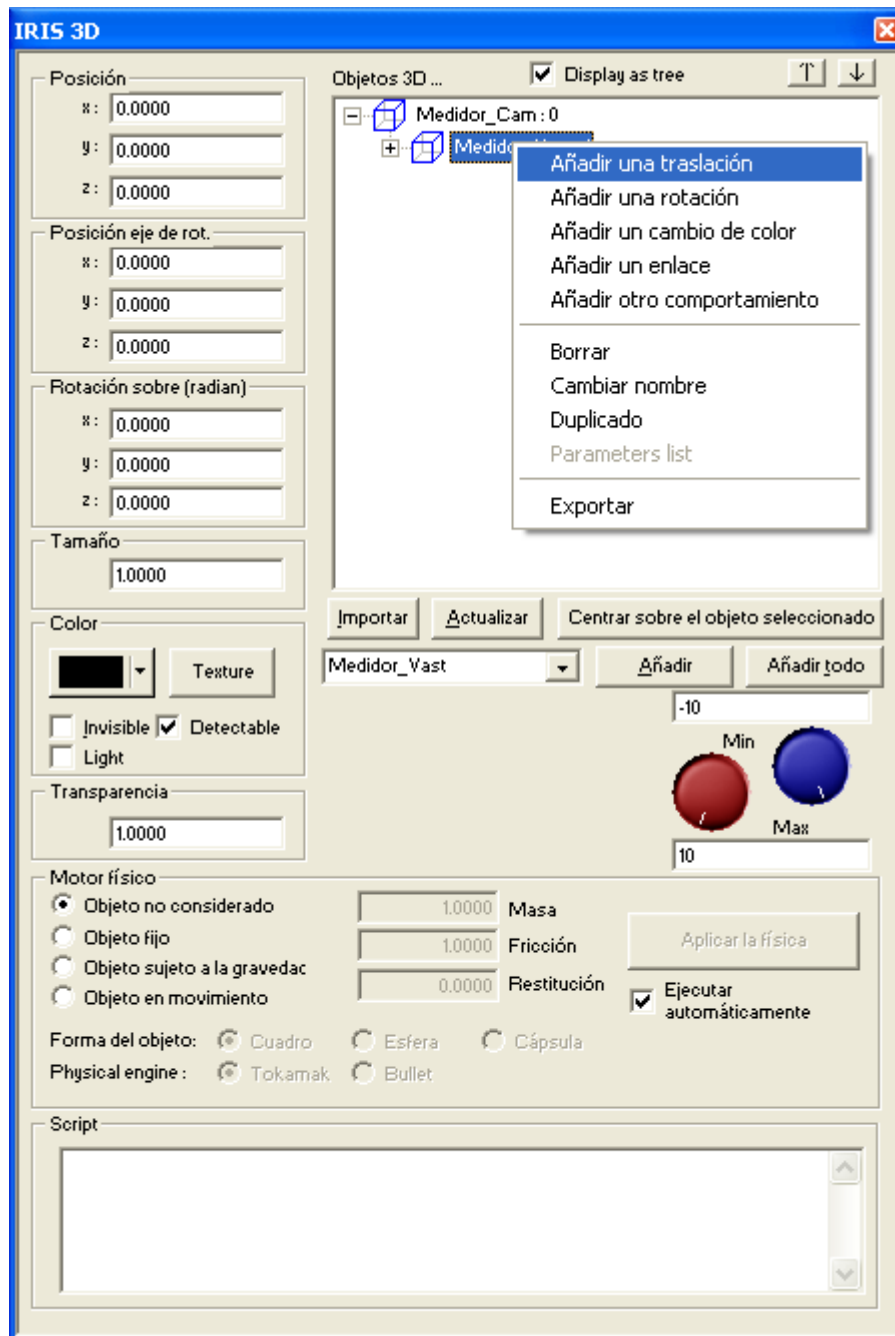 IRIS 3D
Posición
x: 0.0000
y: 0.0000
z: 0.0000
Posición eje de rot.
x: 0.0000
y: 0.0000
z: 0.0000
Rotación sobre (radian)
x: 0.0000
y: 0.0000
z: 0.0000
Tamaño
1.0000
Color
Texture
Invisible Detectable
Light
Transparencia
1.0000
Objetos 3D ... Display as tree
Medidor_Cam : 0
Añadir una traslación
Añadir una rotación
Añadir un cambio de color
Añadir un enlace
Añadir otro comportamiento
Borrar
Cambiar nombre
Duplicado
Parameters list
Exportar
Importar Actualizar Centrar sobre el objeto seleccionado
Medidor_Vast Añadir Añadir todo
-10
Min
Max
10
Motor físico
Objeto no considerado 1.0000 Masa
Objeto fijo 1.0000 Fricción
Objeto sujeto a la gravedac 0.0000 Restitución
Objeto en movimiento
Aplicar la física
Ejecutar
automáticamente
Forma del objeto: Cuadro Esfera Cápsula
Physical engine : Tokamak Bullet
Script